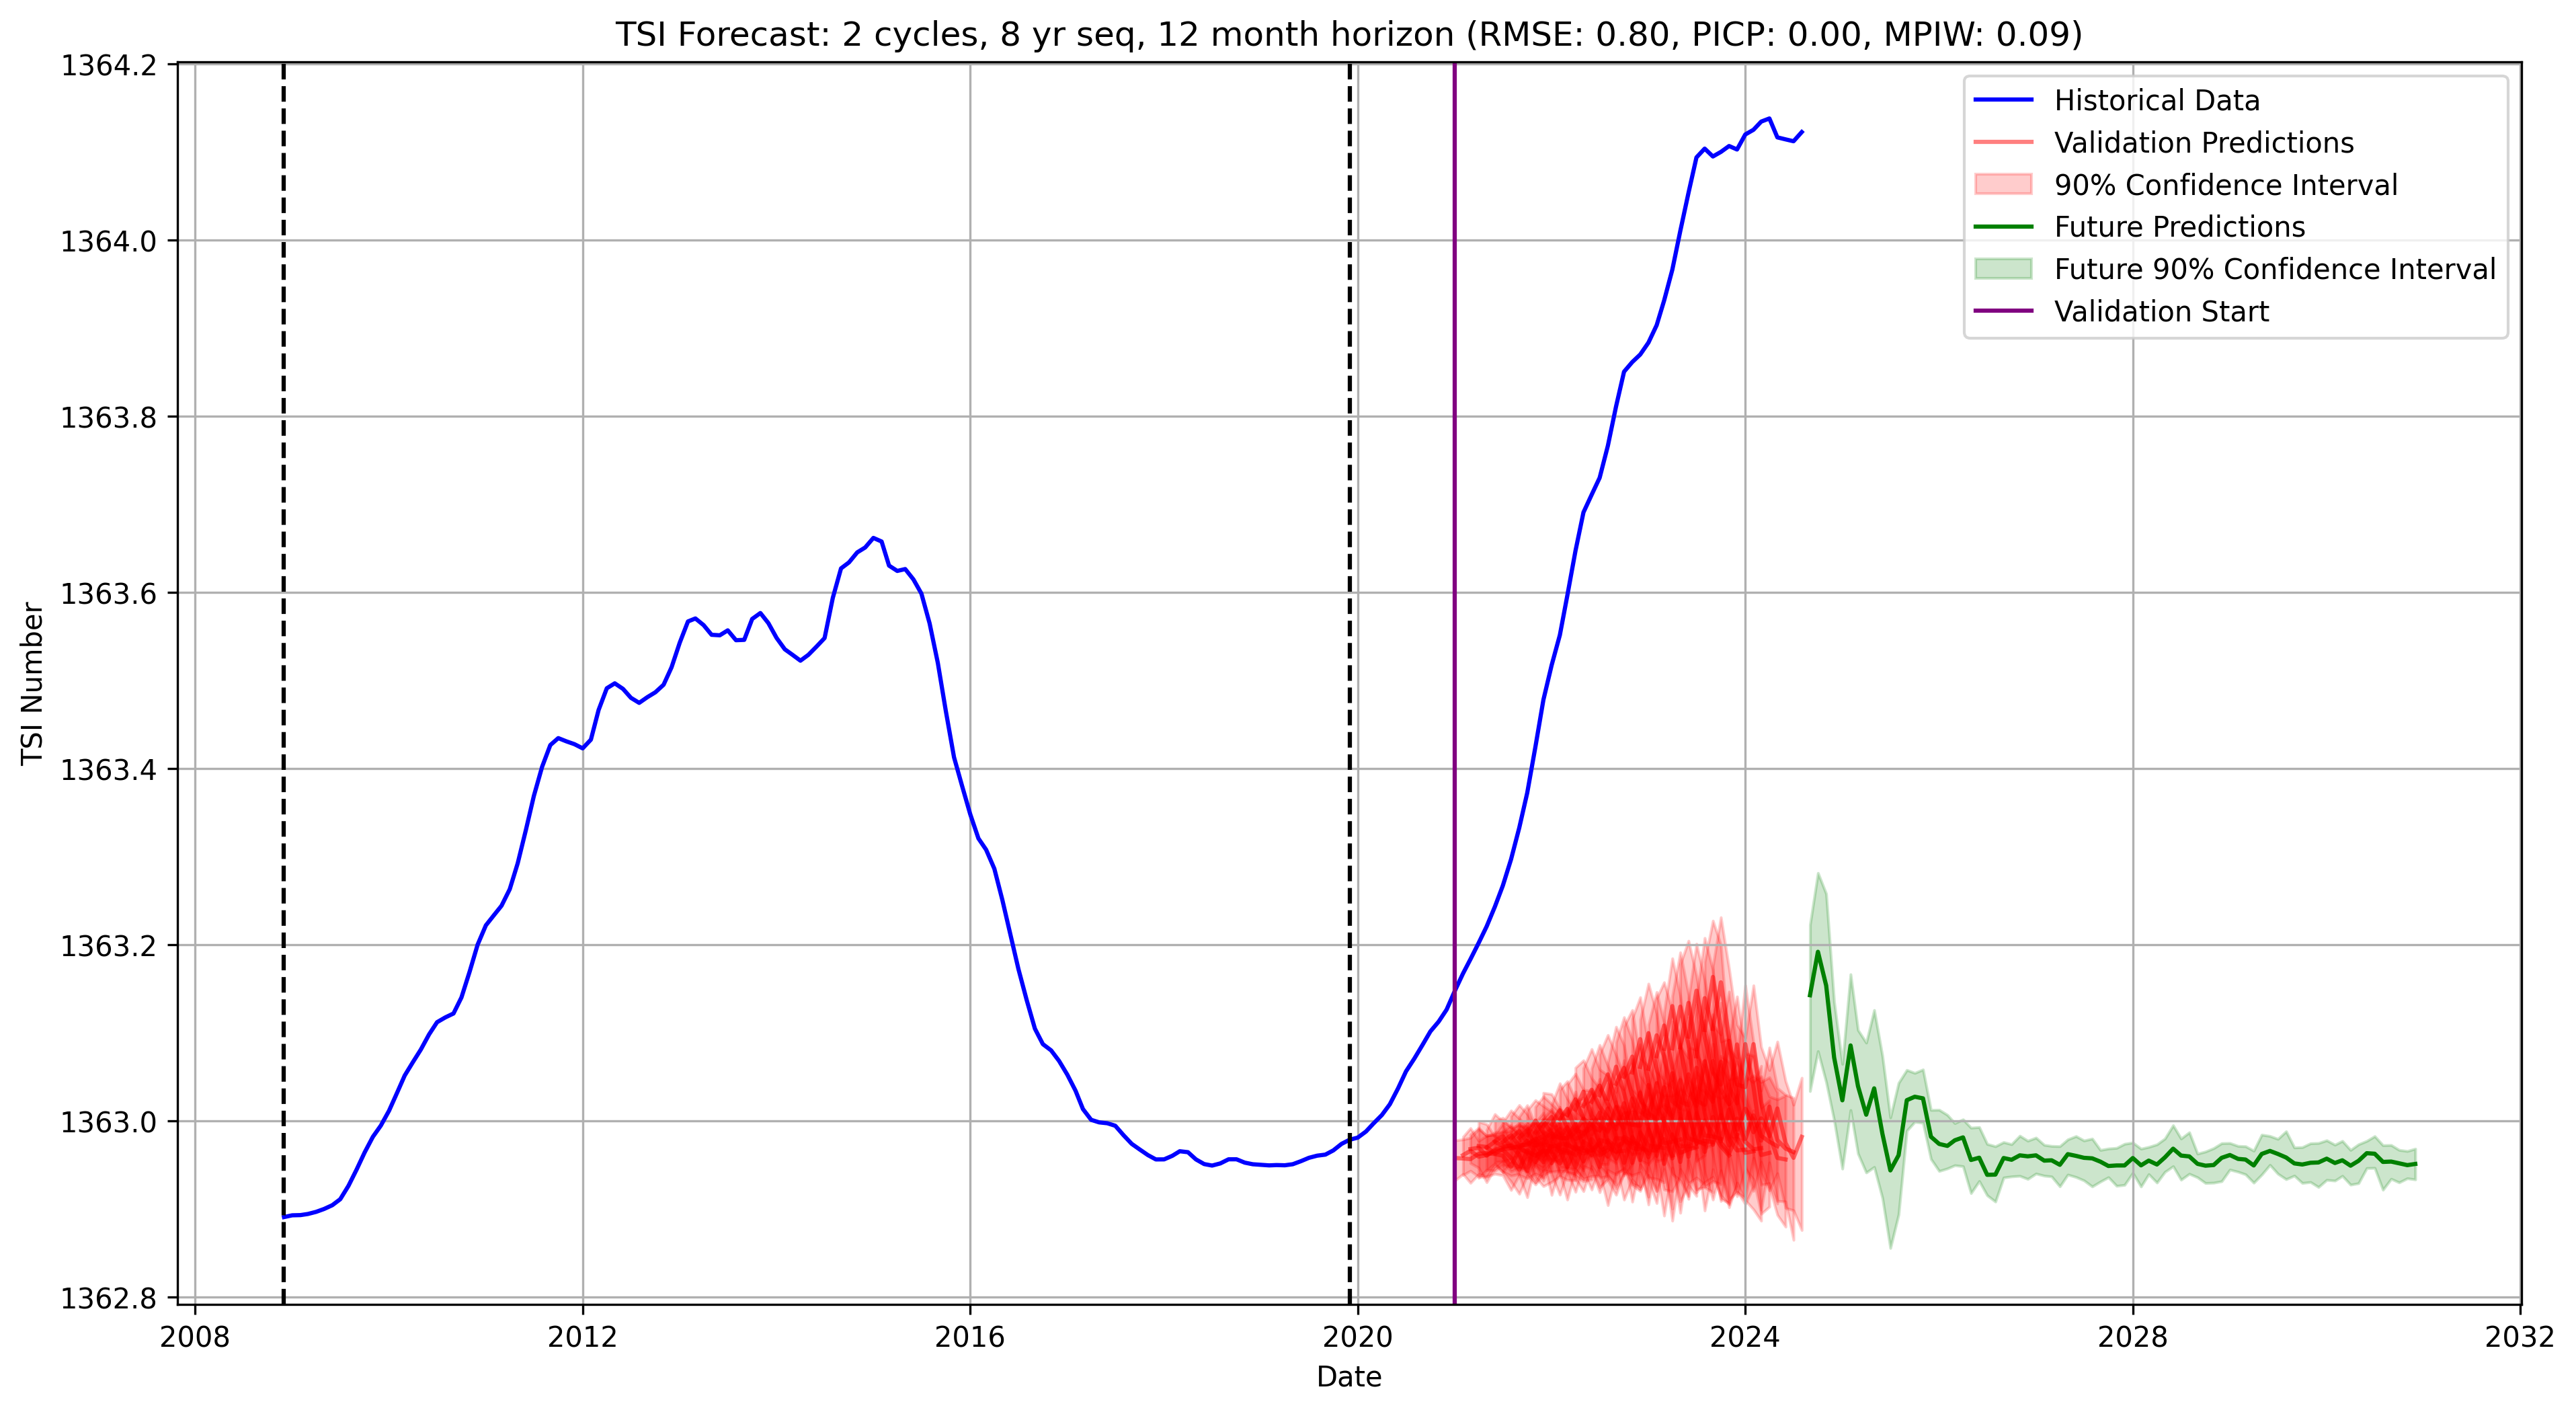 TSI Forecast: 2 cycles, 8 yr seq, 12 month horizon (RMSE: 0.80, PICP: 0.00, MPIW: 0.09)
Historical Data
Validation Predictions
90% Confidence Interval
Future Predictions
Future 90% Confidence Interval
Validation Start
TSI Number
1364.2
1364.0
1363.8
1363.6
1363.4
1363.2
1363.0
1362.8
2008
2012
2016
2020
2024
2028
2032
Date